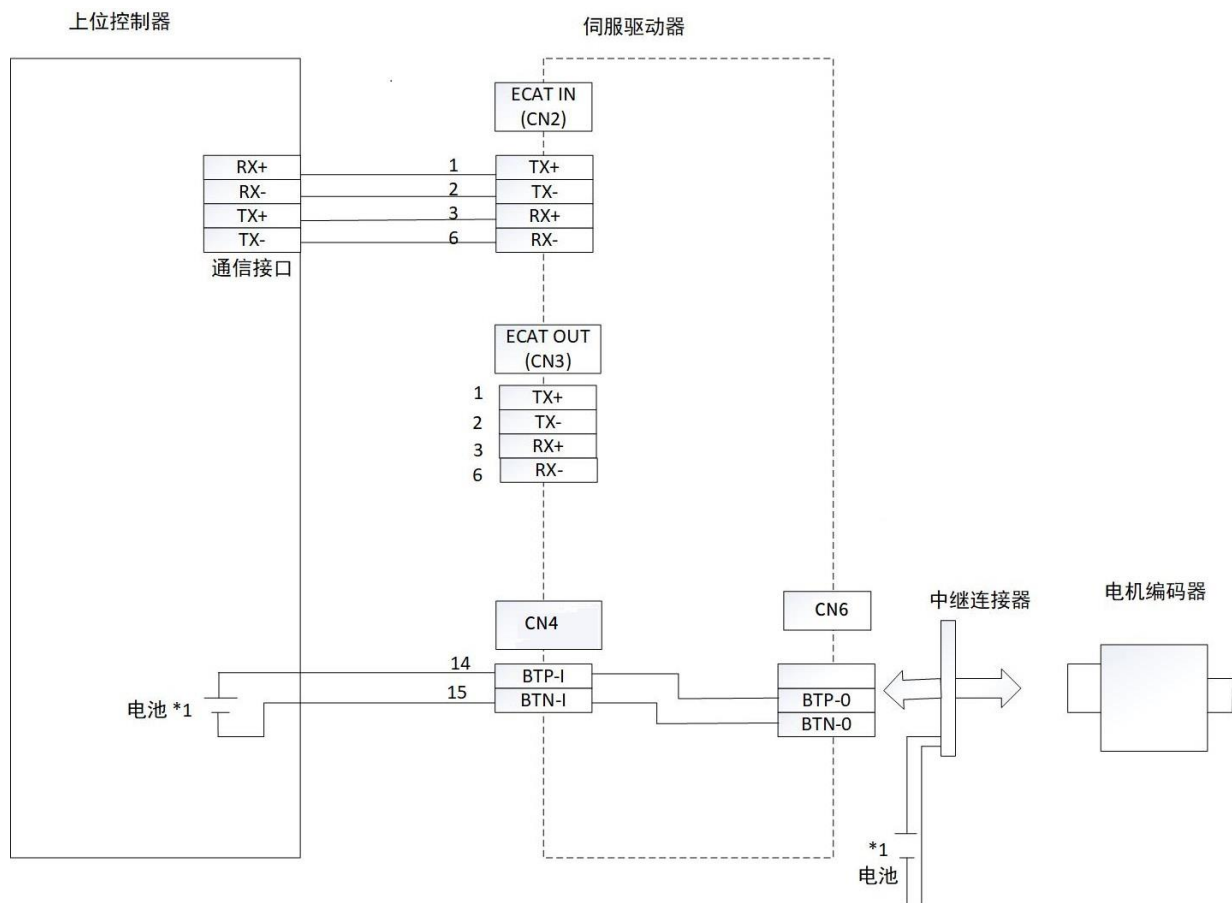 上位控制器
伺服驱动器
ECAT IN
(CN2)
RX+
RX-
TX+
TX-
通信接口
1
2
3
6
TX+
TX-
RX+
RX-
ECAT OUT
(CN3)
1
2
3
6
TX+
TX-
RX+
RX-
CN4
CN6
中继连接器
电机编码器
14
15
BTP-I
BTN-I
BTP-0
BTN-0
电池 *1
*1
电池